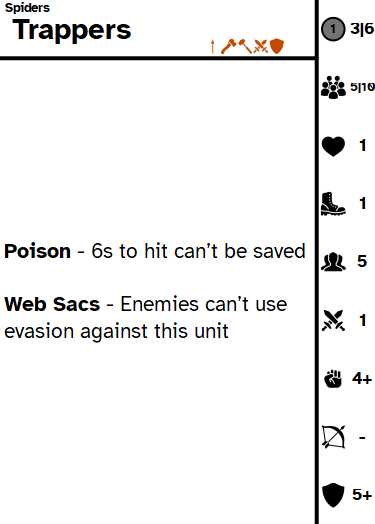 Spiders
Trappers
1 3|6
5|10
1
1
Poison - 6s to hit can't be saved
5
Web Sacs - Enemies can't use
evasion against this unit
1
4+
-
5+